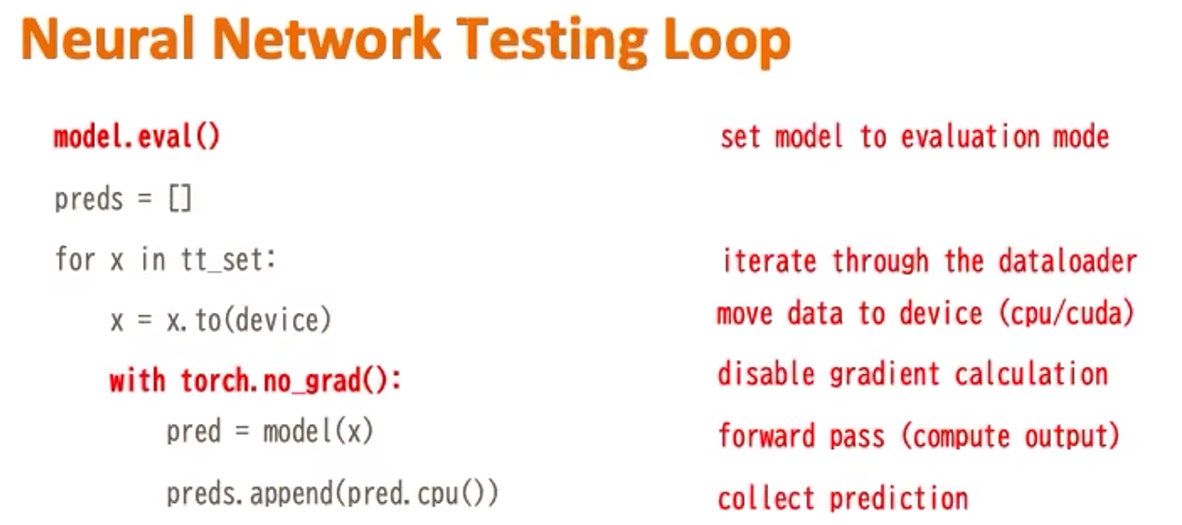 Neural Network Testing Loop
model.eval() set model to evaluation mode
preds = []
for x in tt_set: iterate through the dataloader
x = x.to(device) move data to device (cpu/cuda)
with torch.no_grad(): disable gradient calculation
pred = model(x) forward pass (compute output)
preds.append(pred.cpu()) collect prediction